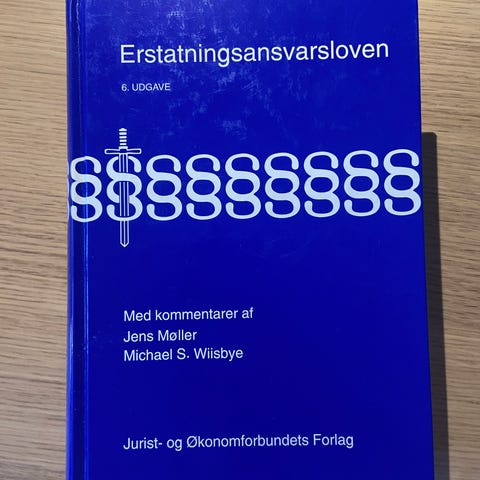 Erstatningsansvarsloven
6. UDGAVE
§§§§§§§§§
Med kommentarer af
Jens Møller
Michael S. Wiisbye
Jurist- og Økonomforbundets Forlag